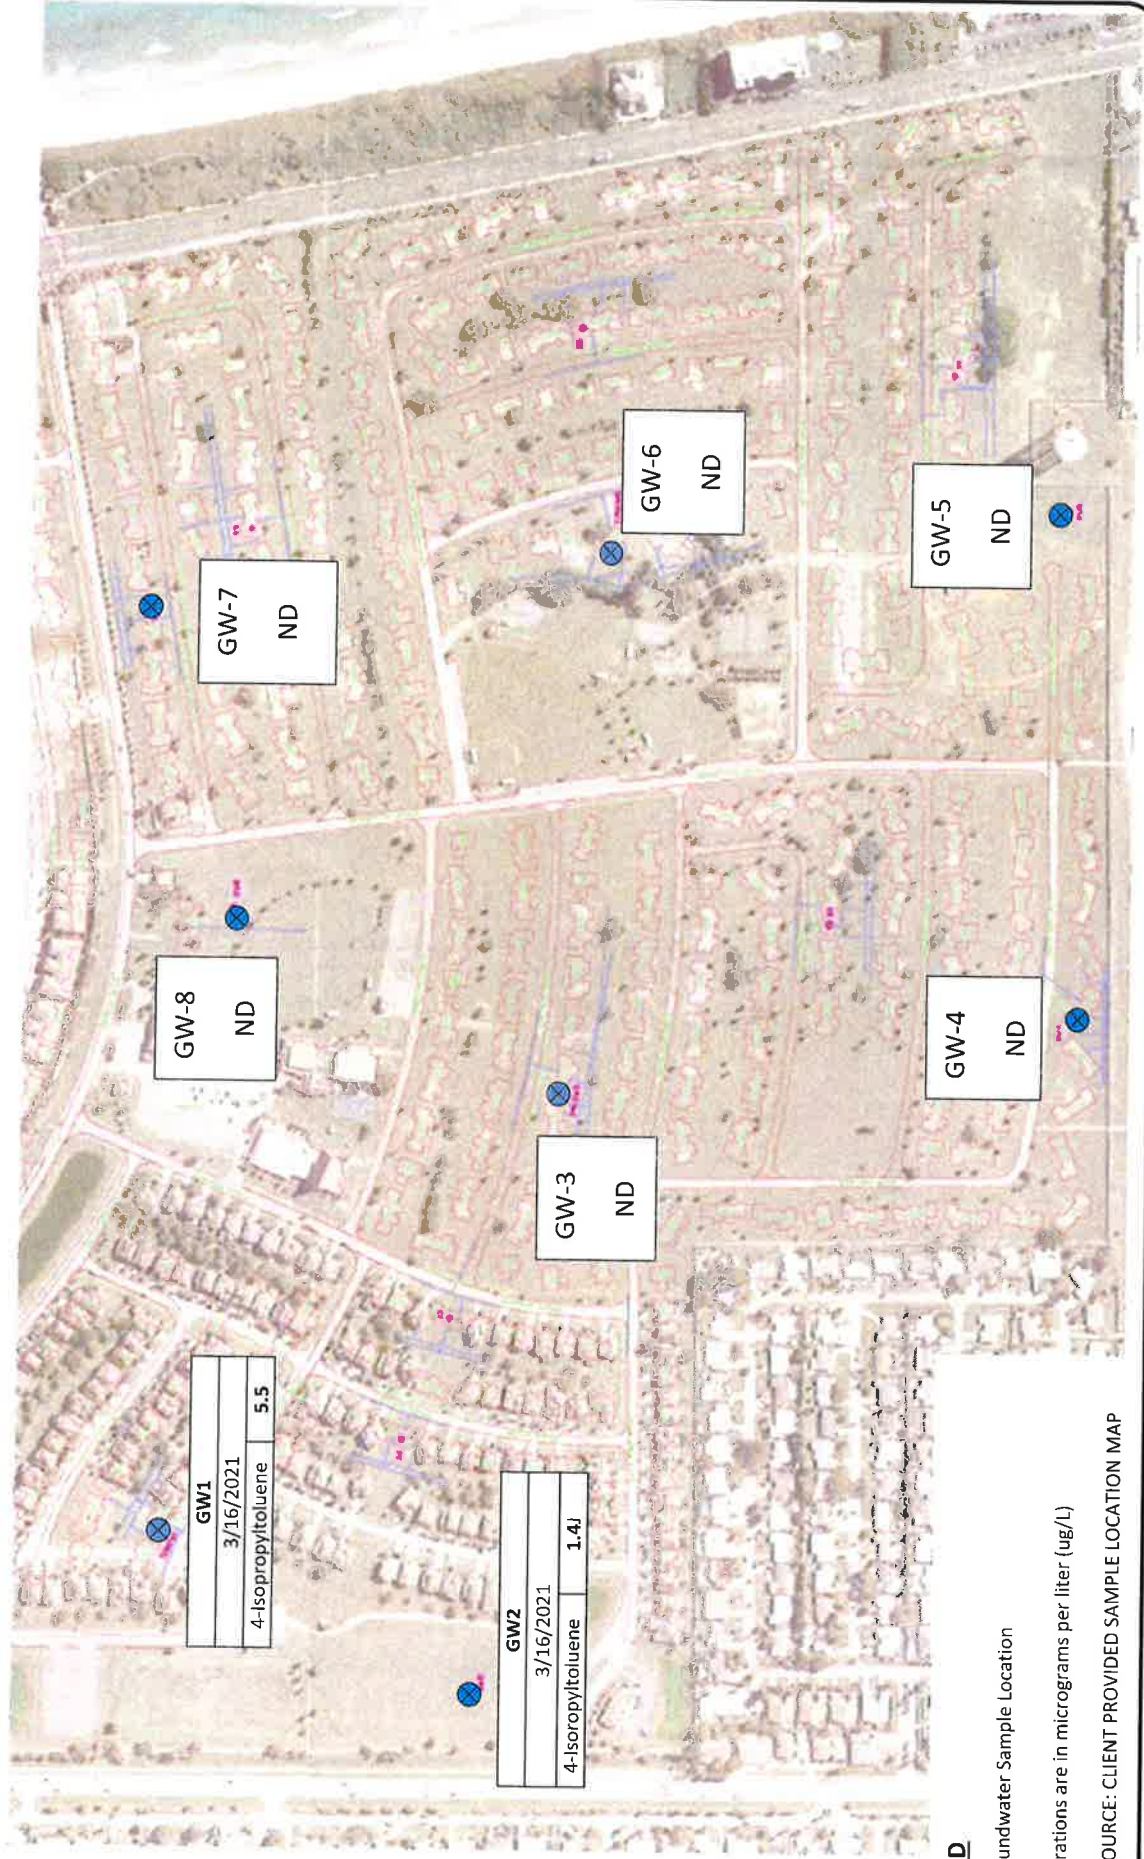 GW1
3/16/2021
4-Isopropyltoluene 5.5
GW2
3/16/2021
4-Isoropyltoluene 1.4J
GW-8
ND
GW-7
ND
GW-3
ND
GW-6
ND
GW-4
ND
GW-5
ND
D
undwater Sample Location
rations are in micrograms per liter (ug/L)
OURCE: CLIENT PROVIDED SAMPLE LOCATION MAP